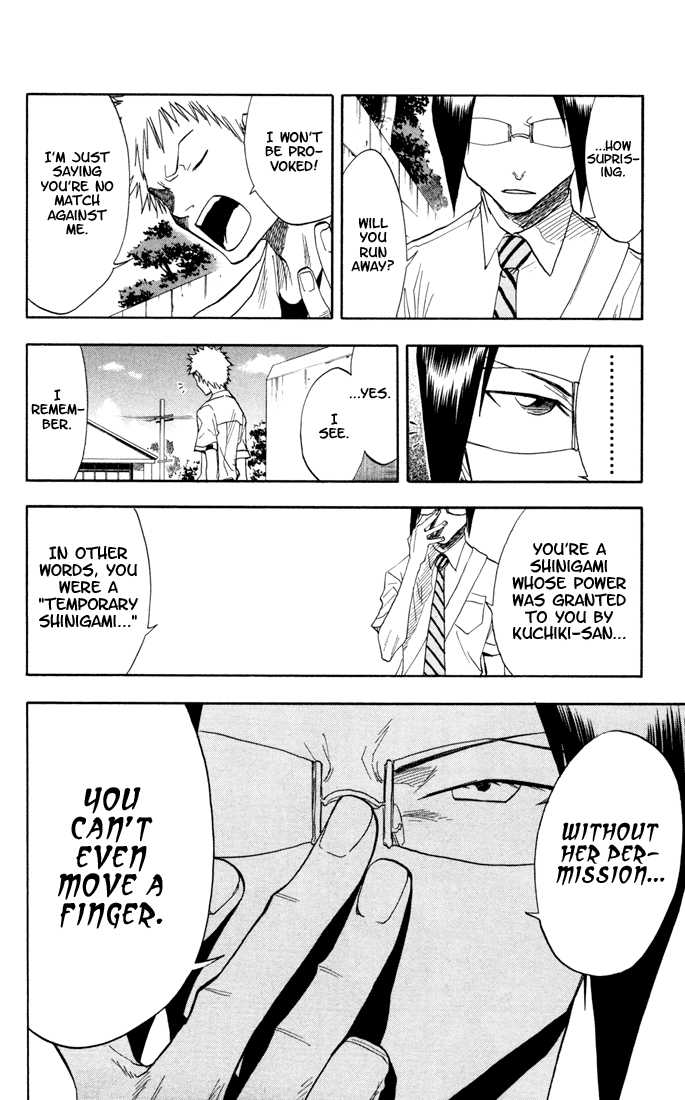 ...HOW
SUPRIS-
ING.
WILL
YOU
RUN
AWAY?
I WON'T
BE PRO-
VOKED!
I'M JUST
SAYING
YOU'RE NO
MATCH
AGAINST
ME.
..........
...YES.
I
SEE.
I
REMEM-
BER.
YOU'RE A
SHINIGAMI
WHOSE POWER
WAS GRANTED
TO YOU BY
KUCHIKI-SAN...
IN OTHER
WORDS, YOU
WERE A
"TEMPORARY
SHINIGAMI..."
WITHOUT
HER PER-
MISSION...
YOU
CAN'T
EVEN
MOVE A
FINGER.